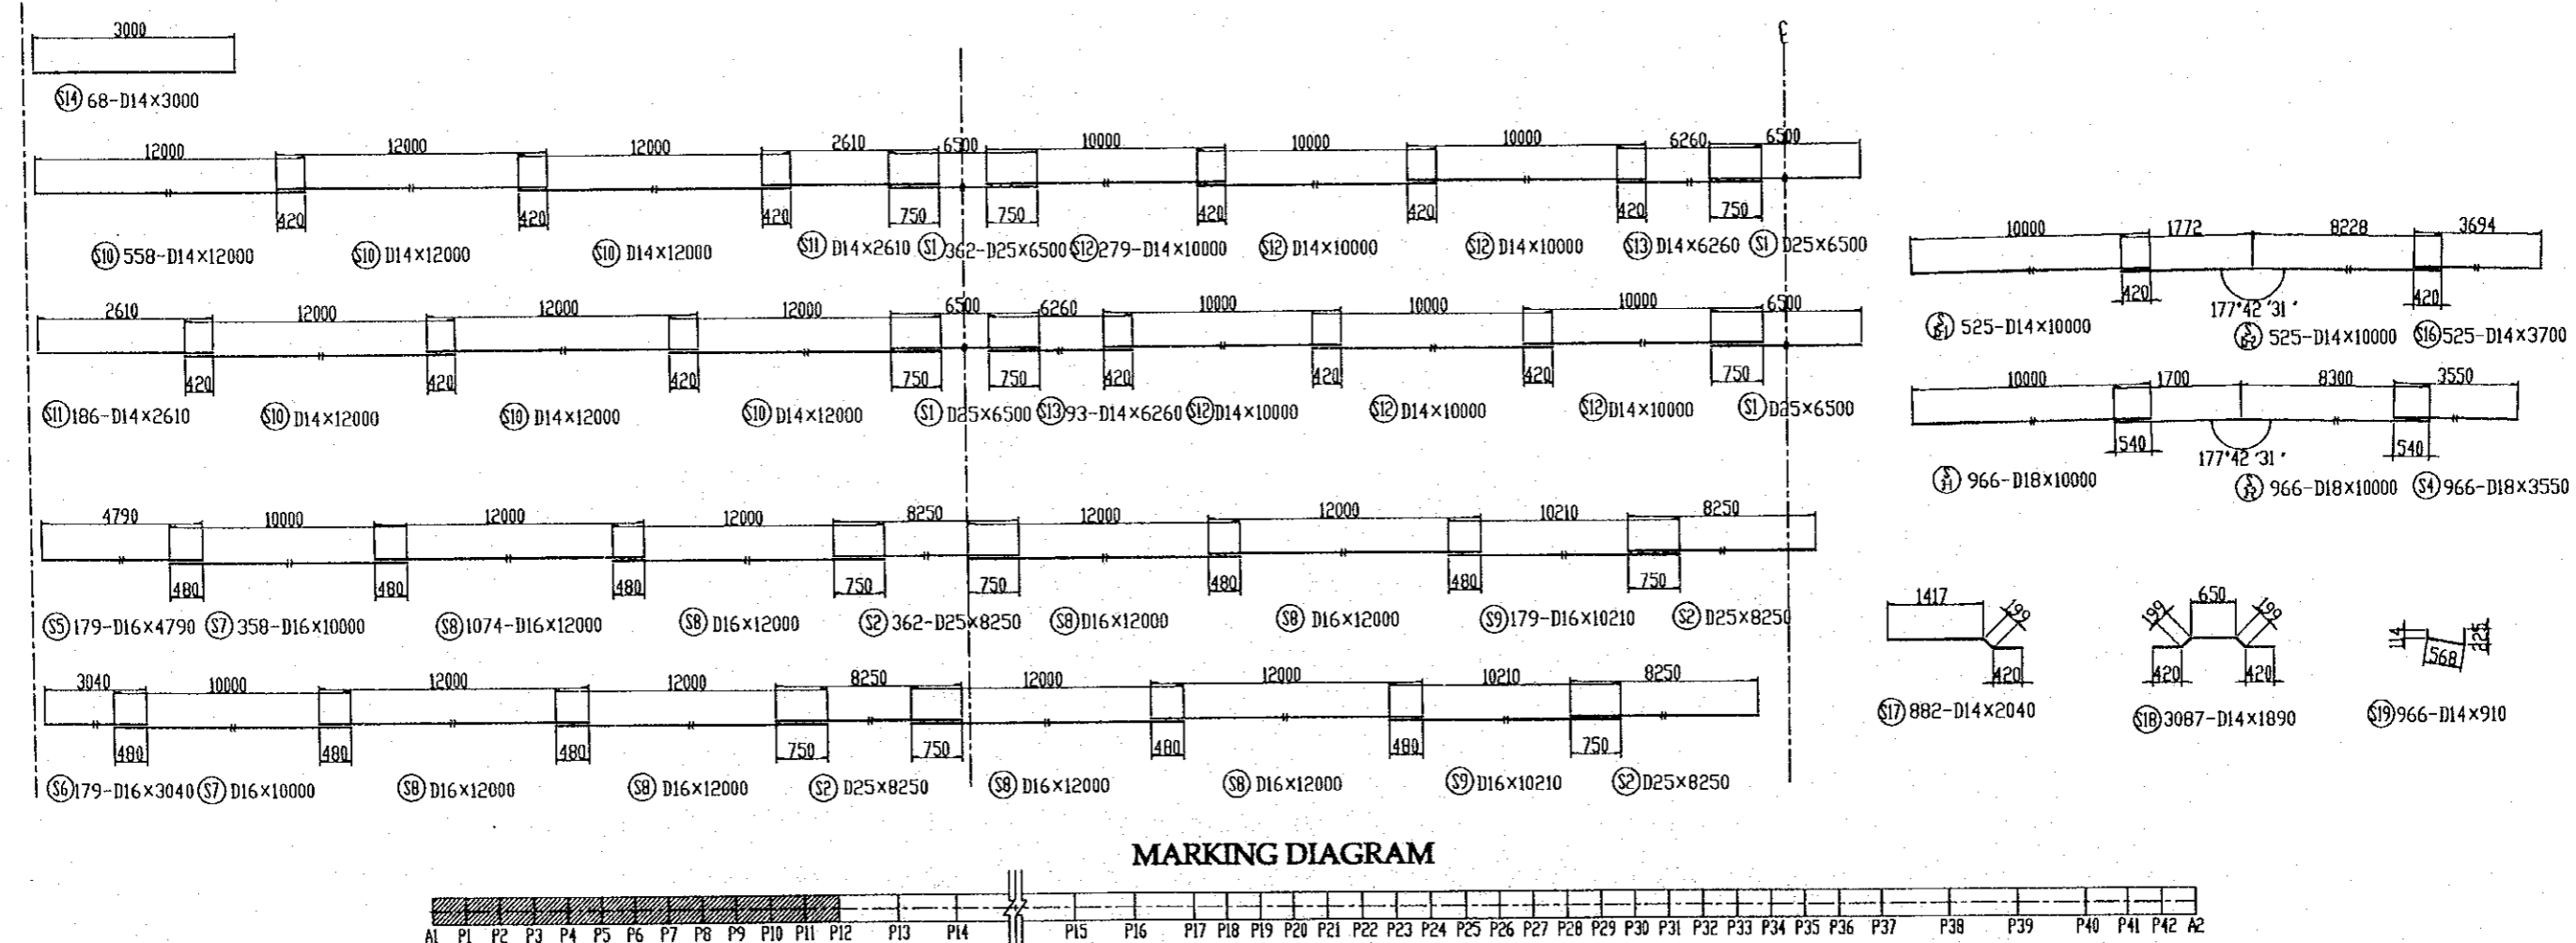 3000
S14 68-D14×3000
12000 12000 12000 2610 6500 10000 10000 10000 6260 6500
420 420 420 750 750 420 420 420 750
S10 558-D14×12000 S10 D14×12000 S10 D14×12000 S11 D14×2610 S1 362-D25×6500 S12 279-D14×10000 S12 D14×10000 S12 D14×10000 S13 D14×6260 S1 D25×6500
10000 1772 8228 3694
420 420
177°42'31"
525-D14×10000 525-D14×10000 S16 525-D14×3700
2610 12000 12000 12000 6500 6260 10000 10000 10000 6500
420 420 420 750 750 420 420 420 750
S11 186-D14×2610 S10 D14×12000 S10 D14×12000 S10 D14×12000 S1 D25×6500 S13 93-D14×6260 S12 D14×10000 S12 D14×10000 S12 D14×10000 S1 D25×6500
10000 1700 8300 3550
540 540
177°42'31"
966-D18×10000 966-D18×10000 S4 966-D18×3550
4790 10000 12000 12000 8250 12000 12000 10210 8250
480 480 480 750 750 480 480 750
S5 179-D16×4790 S7 358-D16×10000 S8 1074-D16×12000 S8 D16×12000 S2 362-D25×8250 S8 D16×12000 S8 D16×12000 S9 179-D16×10210 S2 D25×8250
1417 199
420
S17 882-D14×2040
199 650 199
420 420
S18 3087-D14×1890
114 568 225
S19 966-D14×910
3040 10000 12000 12000 8250 12000 12000 10210 8250
480 480 480 750 750 480 480 750
S6 179-D16×3040 S7 D16×10000 S8 D16×12000 S8 D16×12000 S2 D25×8250 S8 D16×12000 S8 D16×12000 S9 D16×10210 S2 D25×8250
MARKING DIAGRAM
A1 P1 P2 P3 P4 P5 P6 P7 P8 P9 P10 P11 P12 P13 P14 P15 P16 P17 P18 P19 P20 P21 P22 P23 P24 P25 P26 P27 P28 P29 P30 P31 P32 P33 P34 P35 P36 P37 P38 P39 P40 P41 P42 A2